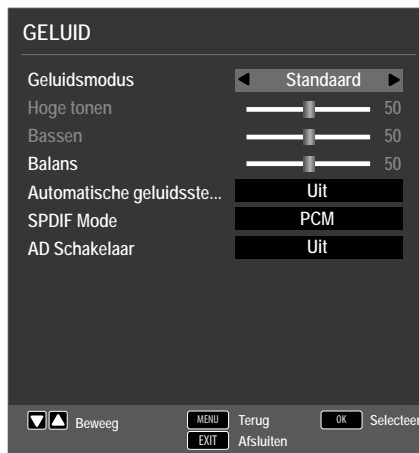 GELUID
Geluidsmodus Standaard
Hoge tonen 50
Bassen 50
Balans 50
Automatische geluidsste... Uit
SPDIF Mode PCM
AD Schakelaar Uit
Beweeg MENU Terug OK Selecteer
EXIT Afsluiten